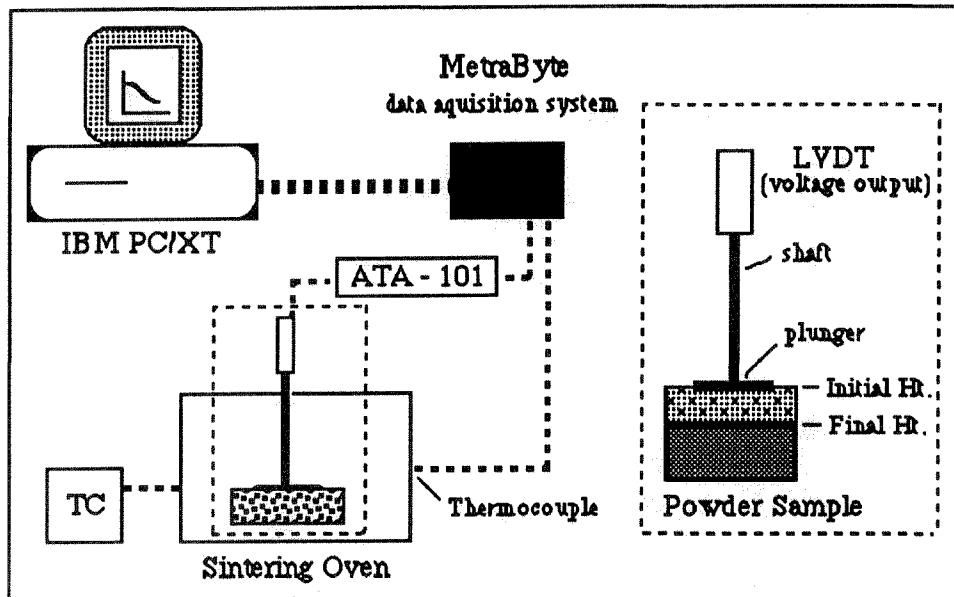 MetraByte
data aquisition system
IBM PC/XT
ATA - 101
TC
Thermocouple
Sintering Oven
LVDT
(voltage output)
shaft
plunger
Initial Ht.
Final Ht.
Powder Sample